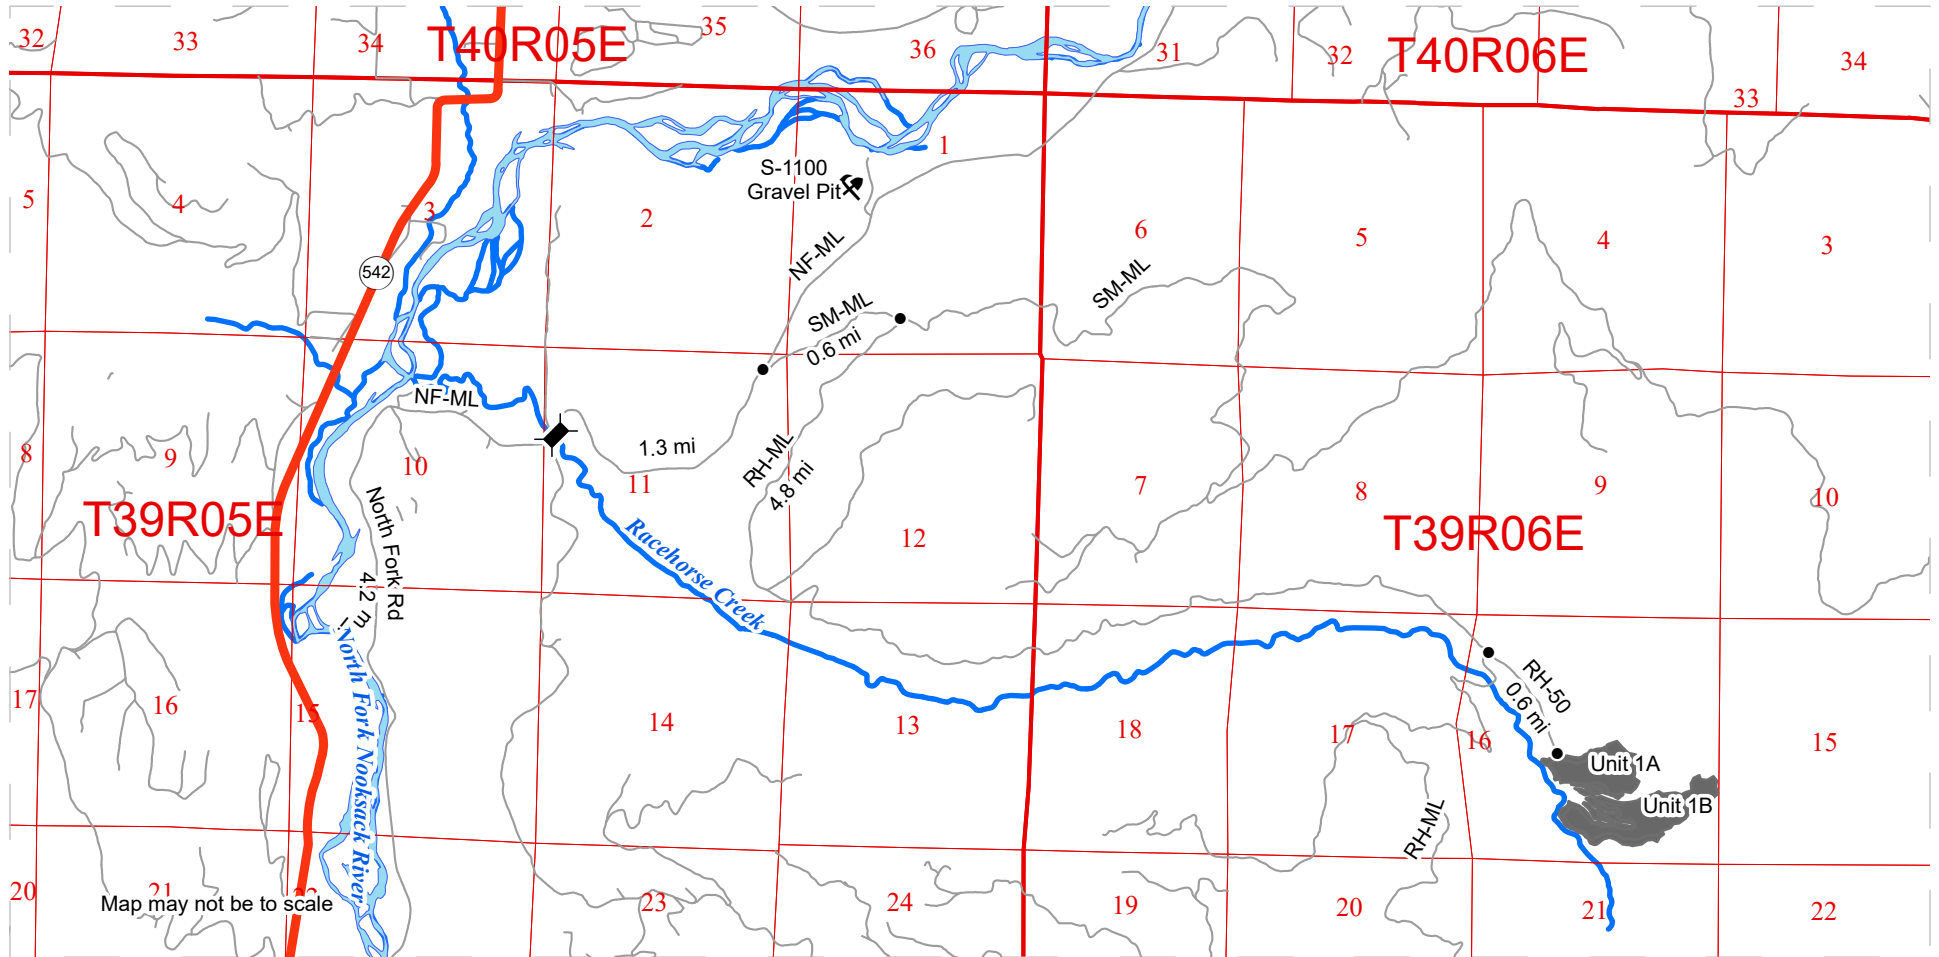 32
33
34
T40R05E
35
36
31
32
T40R06E
33
34
5
4
3
2
1
S-1100
Gravel Pit
6
5
4
3
542
NF-ML
SM-ML
0.6 mi
SM-ML
NF-ML
8
9
10
1.3 mi
11
RH-ML
4.8 mi
12
7
8
9
10
T39R05E
T39R06E
North Fork Rd
4.2 mi
Racehorse Creek
North Fork Nooksack River
17
16
15
14
13
18
17
16
15
RH-50
0.6 mi
Unit 1A
Unit 1B
RH-ML
20
21
22
23
24
19
20
21
22
Map may not be to scale